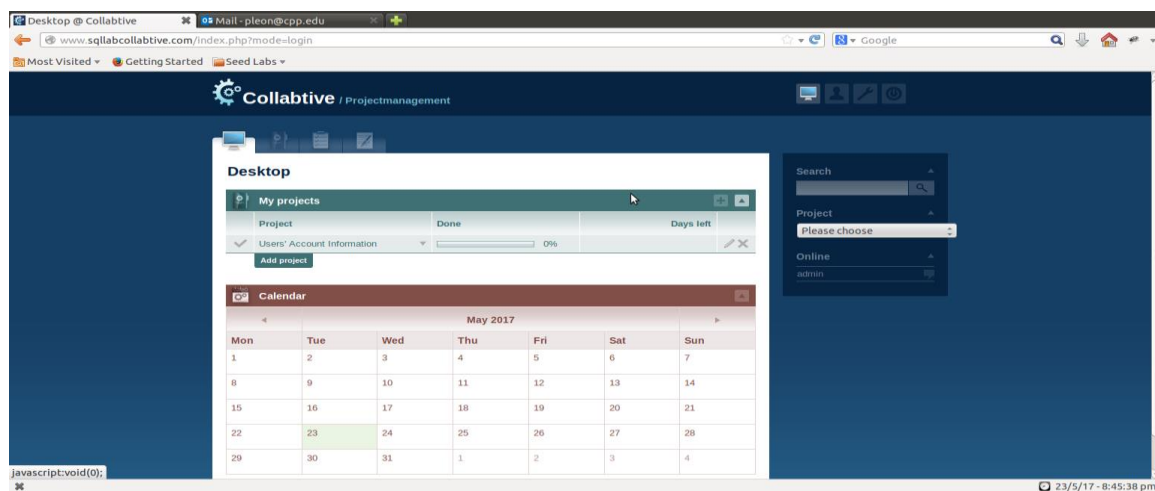 Desktop @ Collabtive Mail - pleon@cpp.edu
www.sqllabcollabtive.com/index.php?mode=login Google
Most Visited Getting Started Seed Labs
Collabtive / Projectmanagement
Desktop
My projects
Project Done Days left
Users' Account Information 0%
Add project
Calendar
May 2017
Mon Tue Wed Thu Fri Sat Sun
1 2 3 4 5 6 7
8 9 10 11 12 13 14
15 16 17 18 19 20 21
22 23 24 25 26 27 28
29 30 31 1 2 3 4
Search
Project
Please choose
Online
admin
javascript:void(0);
23/5/17 - 8:45:38 pm